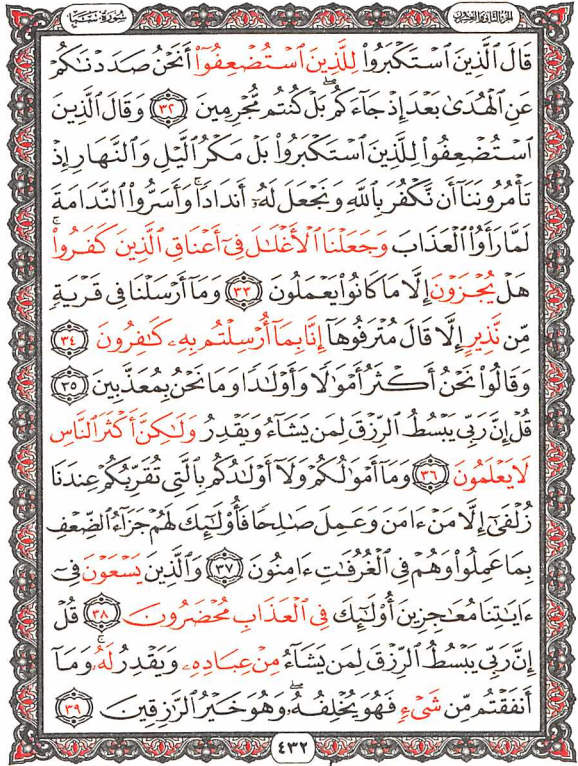 الجزء الثاني والعشرون
سورة سبإ
قَالَ ٱلَّذِينَ ٱسْتَكْبَرُوا۟ لِلَّذِينَ ٱسْتُضْعِفُوٓا۟ أَنَحْنُ صَدَدْنَٰكُمْ
عَنِ ٱلْهُدَىٰ بَعْدَ إِذْ جَآءَكُم ۖ بَلْ كُنتُم مُّجْرِمِينَ ٣٢ وَقَالَ ٱلَّذِينَ
ٱسْتُضْعِفُوا۟ لِلَّذِينَ ٱسْتَكْبَرُوا۟ بَلْ مَكْرُ ٱلَّيْلِ وَٱلنَّهَارِ إِذْ
تَأْمُرُونَنَآ أَن نَّكْفُرَ بِٱللَّهِ وَنَجْعَلَ لَهُۥٓ أَندَادًا ۚ وَأَسَرُّوا۟ ٱلنَّدَامَةَ
لَمَّا رَأَوُا۟ ٱلْعَذَابَ وَجَعَلْنَا ٱلْأَغْلَٰلَ فِىٓ أَعْنَاقِ ٱلَّذِينَ كَفَرُوا۟ ۚ
هَلْ يُجْزَوْنَ إِلَّا مَا كَانُوا۟ يَعْمَلُونَ ٣٣ وَمَآ أَرْسَلْنَا فِى قَرْيَةٍ
مِّن نَّذِيرٍ إِلَّا قَالَ مُتْرَفُوهَآ إِنَّا بِمَآ أُرْسِلْتُم بِهِۦ كَٰفِرُونَ ٣٤
وَقَالُوا۟ نَحْنُ أَكْثَرُ أَمْوَٰلًا وَأَوْلَٰدًا وَمَا نَحْنُ بِمُعَذَّبِينَ ٣٥
قُلْ إِنَّ رَبِّى يَبْسُطُ ٱلرِّزْقَ لِمَن يَشَآءُ وَيَقْدِرُ وَلَٰكِنَّ أَكْثَرَ ٱلنَّاسِ
لَا يَعْلَمُونَ ٣٦ وَمَآ أَمْوَٰلُكُمْ وَلَآ أَوْلَٰدُكُم بِٱلَّتِى تُقَرِّبُكُمْ عِندَنَا
زُلْفَىٰٓ إِلَّا مَنْ ءَامَنَ وَعَمِلَ صَٰلِحًا فَأُو۟لَٰٓئِكَ لَهُمْ جَزَآءُ ٱلضِّعْفِ
بِمَا عَمِلُوا۟ وَهُمْ فِى ٱلْغُرُفَٰتِ ءَامِنُونَ ٣٧ وَٱلَّذِينَ يَسْعَوْنَ فِىٓ
ءَايَٰتِنَا مُعَٰجِزِينَ أُو۟لَٰٓئِكَ فِى ٱلْعَذَابِ مُحْضَرُونَ ٣٨ قُلْ
إِنَّ رَبِّى يَبْسُطُ ٱلرِّزْقَ لِمَن يَشَآءُ مِنْ عِبَادِهِۦ وَيَقْدِرُ لَهُۥ ۚ وَمَآ
أَنفَقْتُم مِّن شَىْءٍ فَهُوَ يُخْلِفُهُۥ ۖ وَهُوَ خَيْرُ ٱلرَّٰزِقِينَ ٣٩
٤٣٢